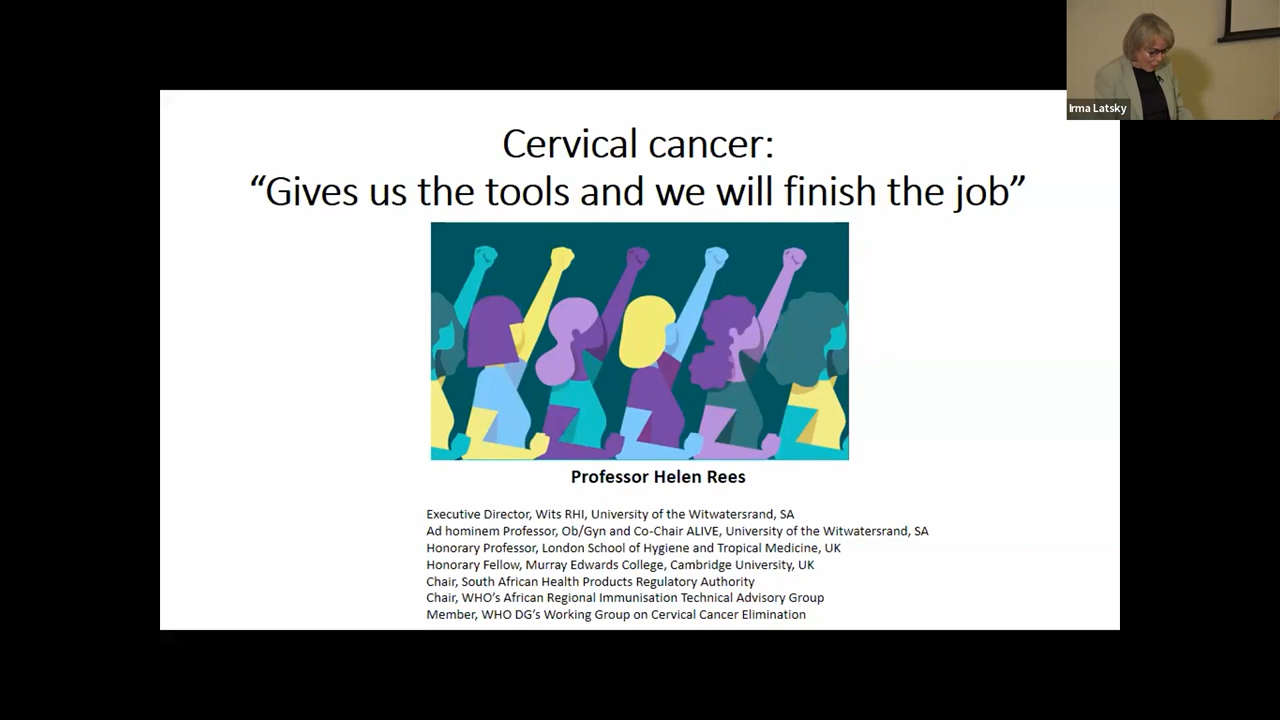 Irma Latsky
Cervical cancer:
“Gives us the tools and we will finish the job”
Professor Helen Rees
Executive Director, Wits RHI, University of the Witwatersrand, SA
Ad hominem Professor, Ob/Gyn and Co-Chair ALIVE, University of the Witwatersrand, SA
Honorary Professor, London School of Hygiene and Tropical Medicine, UK
Honorary Fellow, Murray Edwards College, Cambridge University, UK
Chair, South African Health Products Regulatory Authority
Chair, WHO’s African Regional Immunisation Technical Advisory Group
Member, WHO DG’s Working Group on Cervical Cancer Elimination